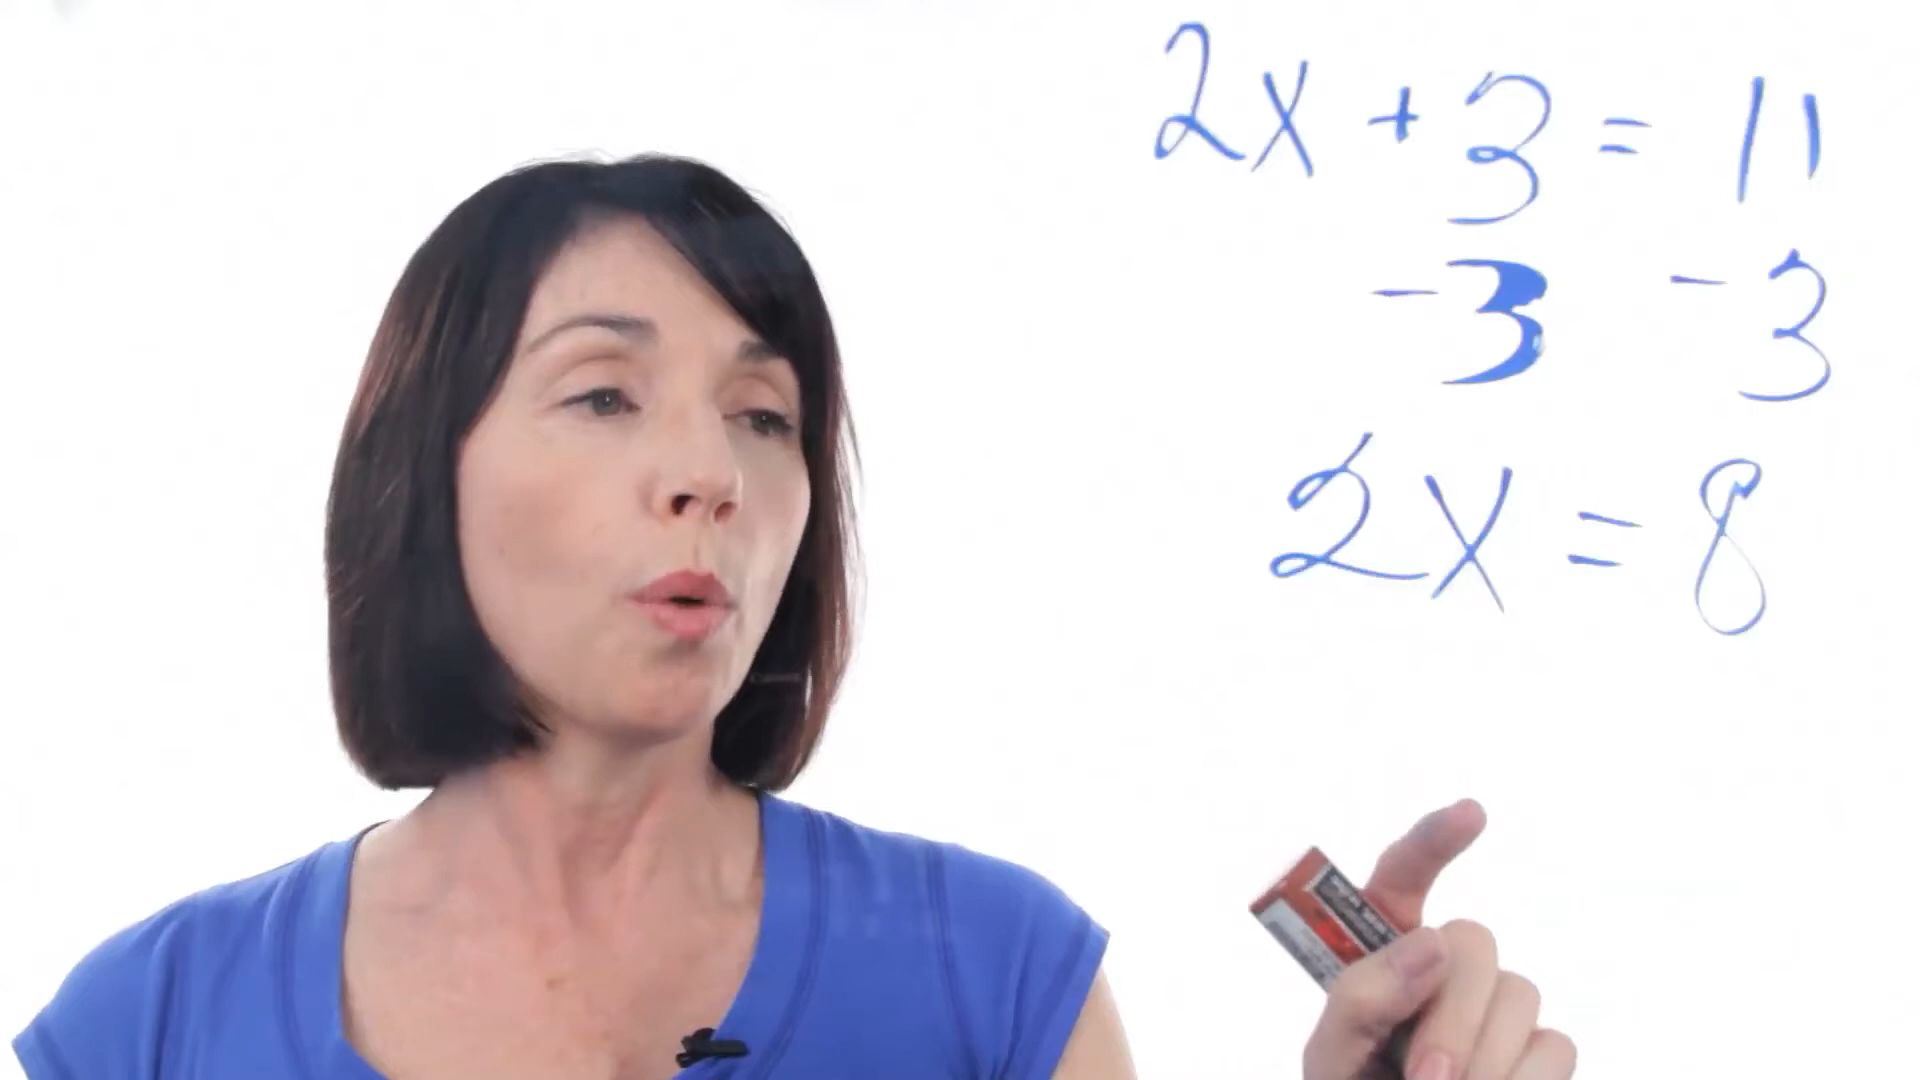 2x + 3 = 11
-3 -3
2x = 8